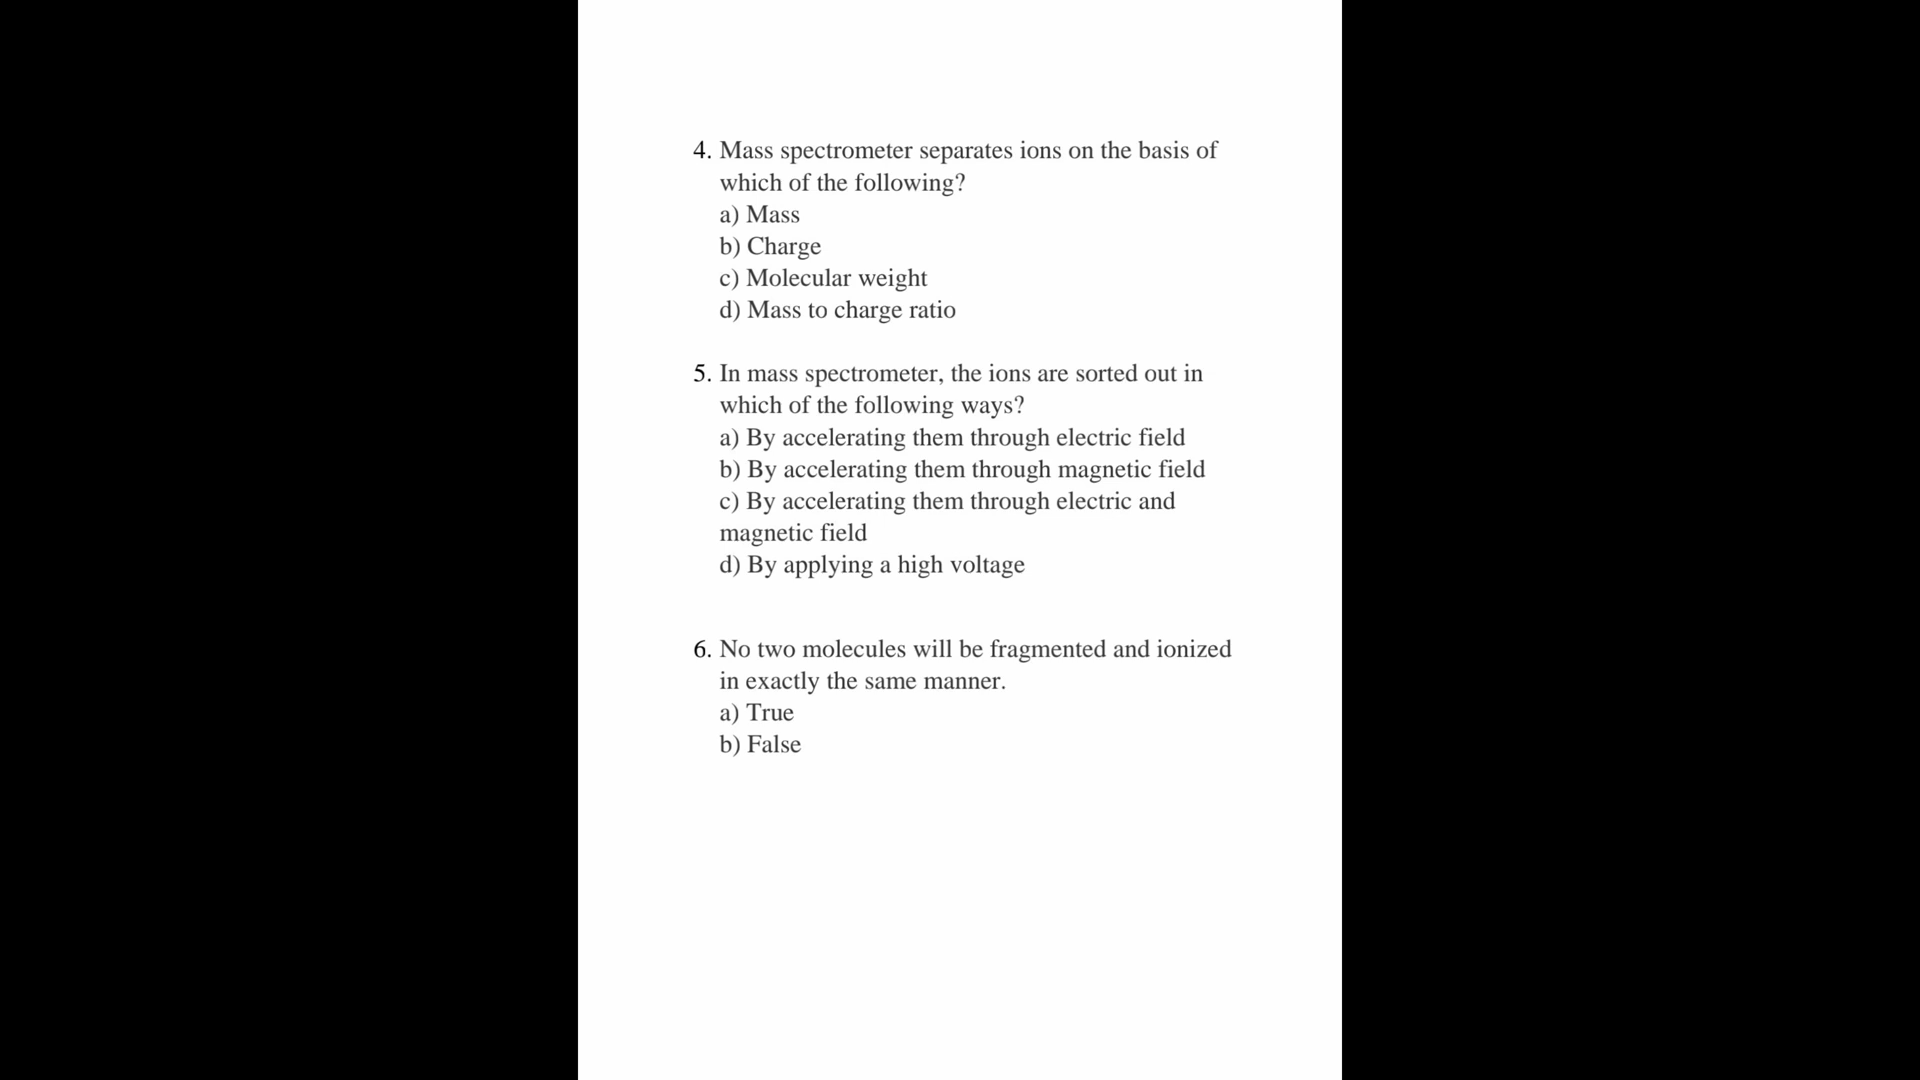 4. Mass spectrometer separates ions on the basis of
which of the following?
a) Mass
b) Charge
c) Molecular weight
d) Mass to charge ratio
5. In mass spectrometer, the ions are sorted out in
which of the following ways?
a) By accelerating them through electric field
b) By accelerating them through magnetic field
c) By accelerating them through electric and
magnetic field
d) By applying a high voltage
6. No two molecules will be fragmented and ionized
in exactly the same manner.
a) True
b) False